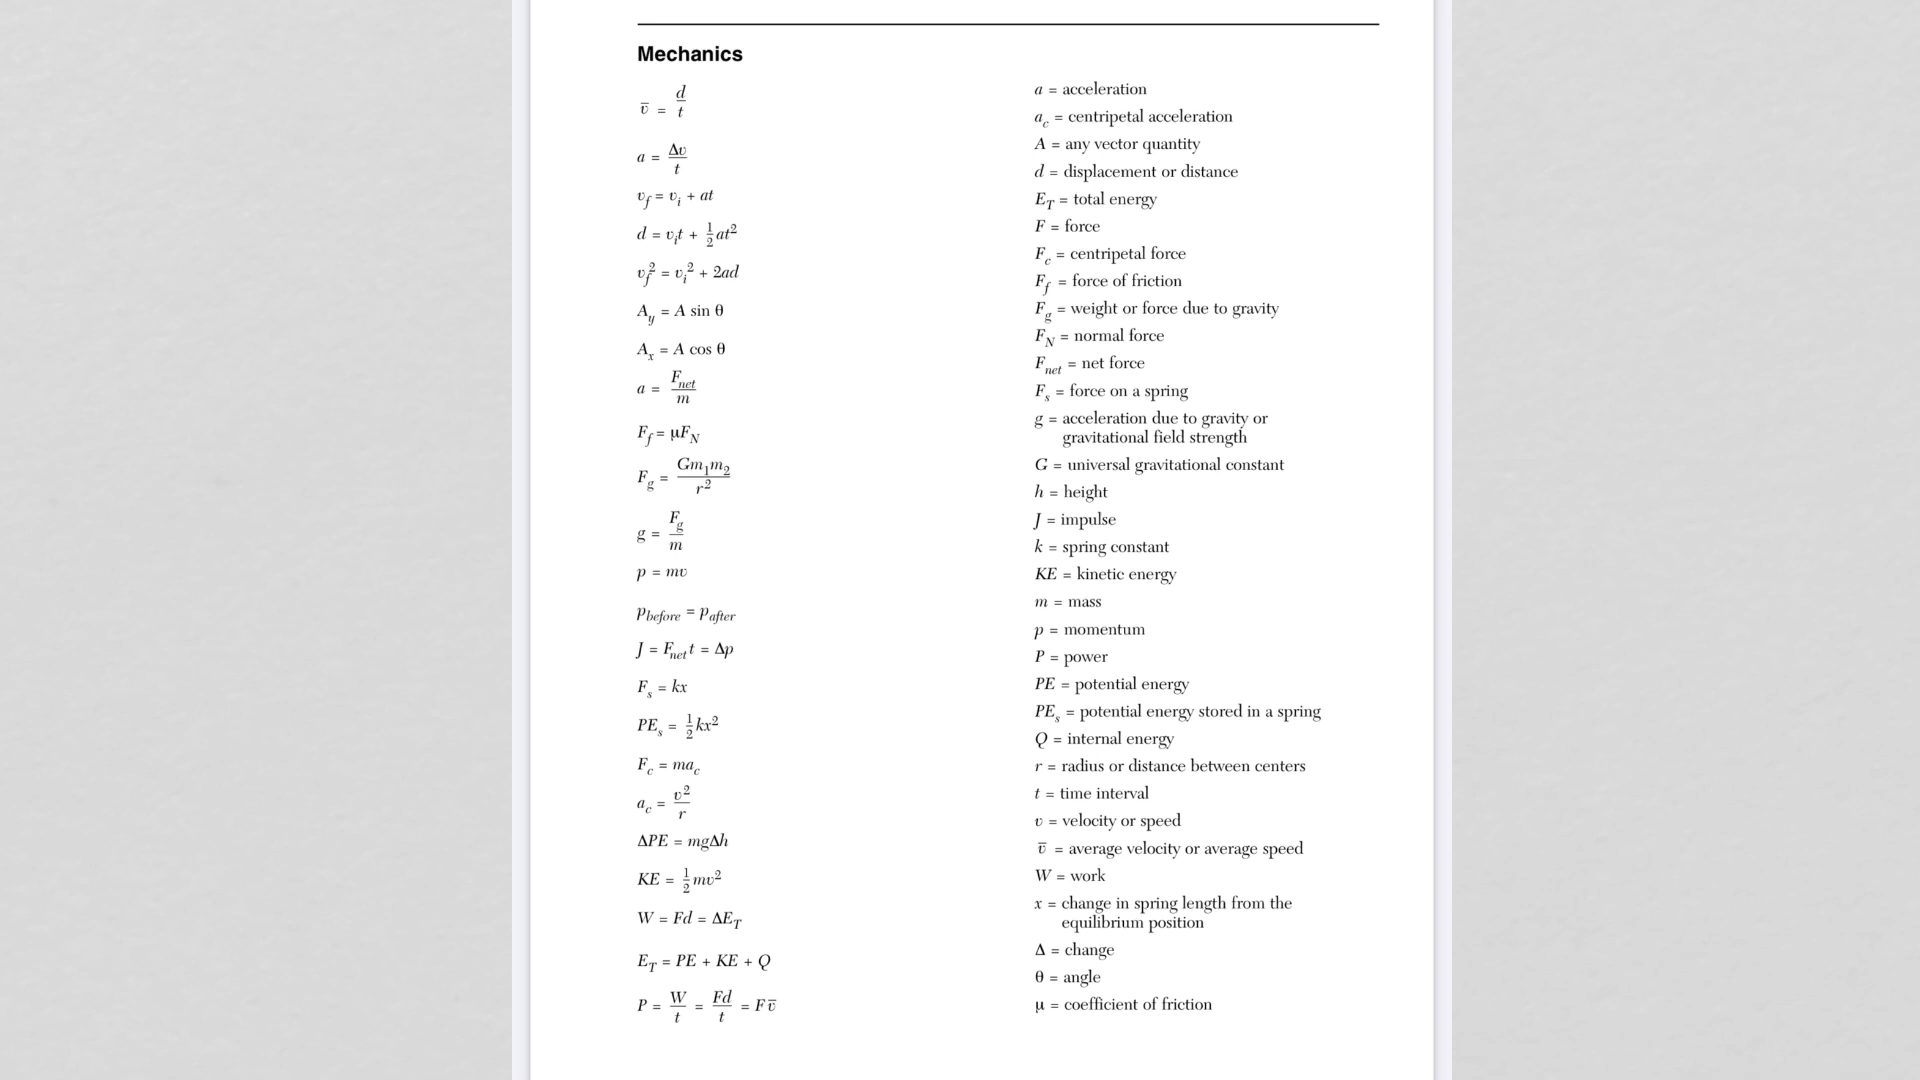 Mechanics
v̄ = d/t
a = Δv/t
v_f = v_i + at
d = v_i t + 1/2 at²
v_f² = v_i² + 2ad
A_y = A sin θ
A_x = A cos θ
a = F_net/m
F_f = μF_N
F_g = Gm₁m₂/r²
g = F_g/m
p = mv
p_before = p_after
J = F_net t = Δp
F_s = kx
PE_s = 1/2 kx²
F_c = ma_c
a_c = v²/r
ΔPE = mgΔh
KE = 1/2 mv²
W = Fd = ΔE_T
E_T = PE + KE + Q
P = W/t = Fd/t = Fv̄
a = acceleration
a_c = centripetal acceleration
A = any vector quantity
d = displacement or distance
E_T = total energy
F = force
F_c = centripetal force
F_f = force of friction
F_g = weight or force due to gravity
F_N = normal force
F_net = net force
F_s = force on a spring
g = acceleration due to gravity or
gravitational field strength
G = universal gravitational constant
h = height
J = impulse
k = spring constant
KE = kinetic energy
m = mass
p = momentum
P = power
PE = potential energy
PE_s = potential energy stored in a spring
Q = internal energy
r = radius or distance between centers
t = time interval
v = velocity or speed
v̄ = average velocity or average speed
W = work
x = change in spring length from the
equilibrium position
Δ = change
θ = angle
μ = coefficient of friction